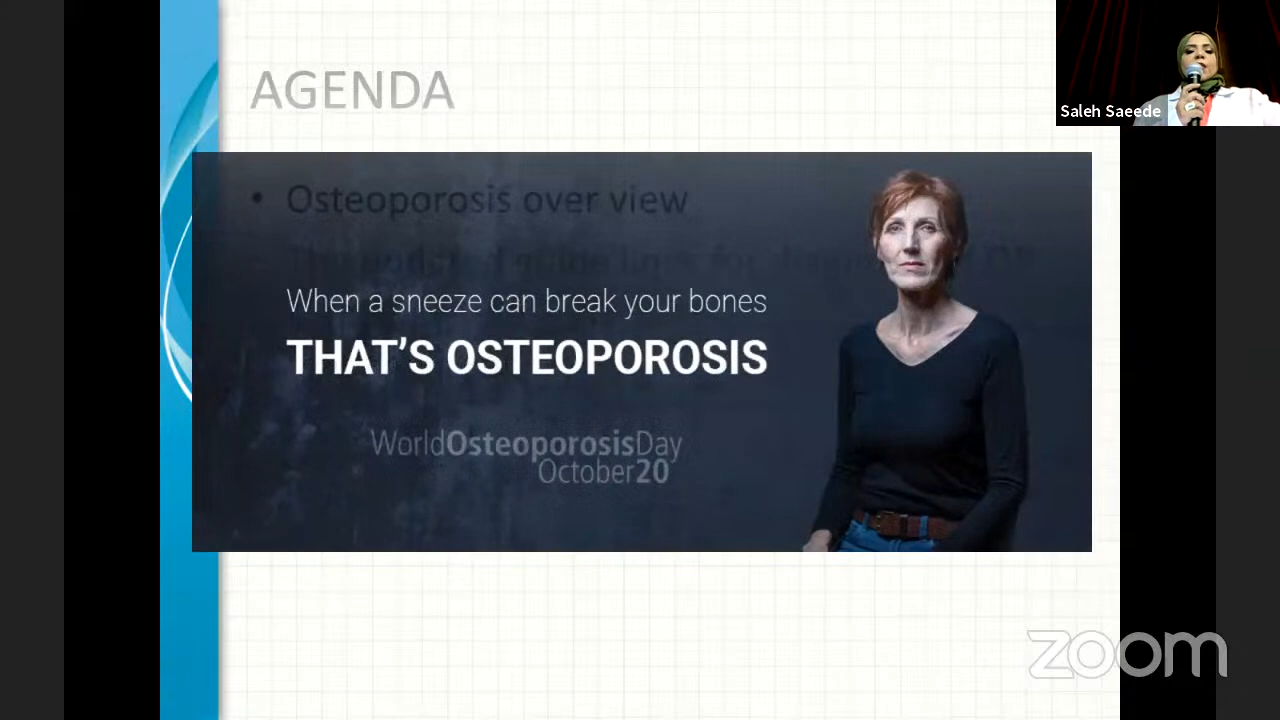 AGENDA
Saleh Saeede
• Osteoporosis over view
When a sneeze can break your bones
THAT'S OSTEOPOROSIS
WorldOsteoporosisDay
October20
zoom